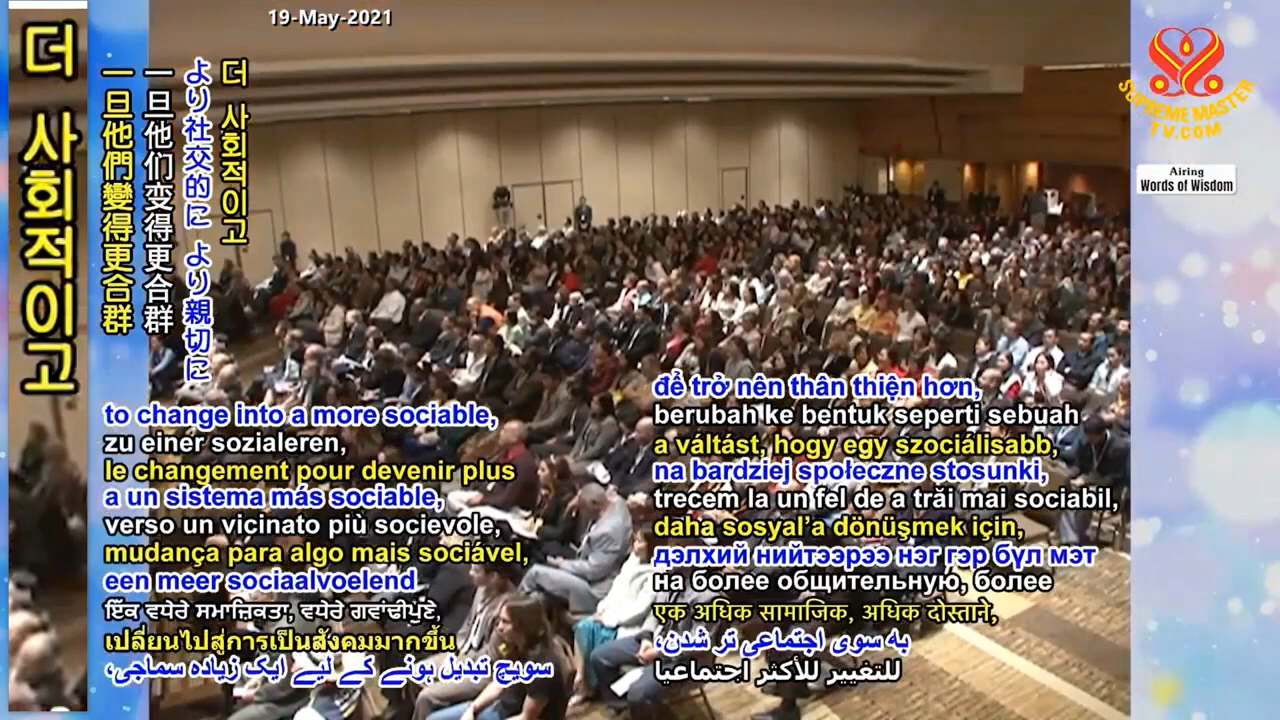 19-May-2021
더 사회적이고
一旦他們變得更合群
一旦他们变得更合群
より社交的に より親切に
더 사회적이고
SUPREME MASTER
TV.COM
Airing
Words of Wisdom
to change into a more sociable,
zu einer sozialeren,
le changement pour devenir plus
a un sistema más sociable,
verso un vicinato più socievole,
mudança para algo mais sociável,
een meer sociaalvoelend
ਇੱਕ ਵਧੇਰੇ ਸਮਾਜ਼ਿਕਤਾ, ਵਧੇਰੇ ਗਵਾਂਢੀਪੁਣੇ,
เปลี่ยนไปสู่การเป็นสังคมมากขึ้น
سویچ تبدیل ہونے کے لیے ایک زیادہ سماجی،
để trở nên thân thiện hơn,
berubah ke bentuk seperti sebuah
a váltást, hogy egy szociálisabb,
na bardziej społeczne stosunki,
trecem la un fel de a trăi mai sociabil,
daha sosyal’a dönüşmek için,
дэлхий нийтээрээ нэг гэр бүл мэт
на более общительную, более
एक अधिक सामाजिक, अधिक दोस्ताने,
به سوی اجتماعی تر شدن،
للتغيير للأكثر اجتماعيا